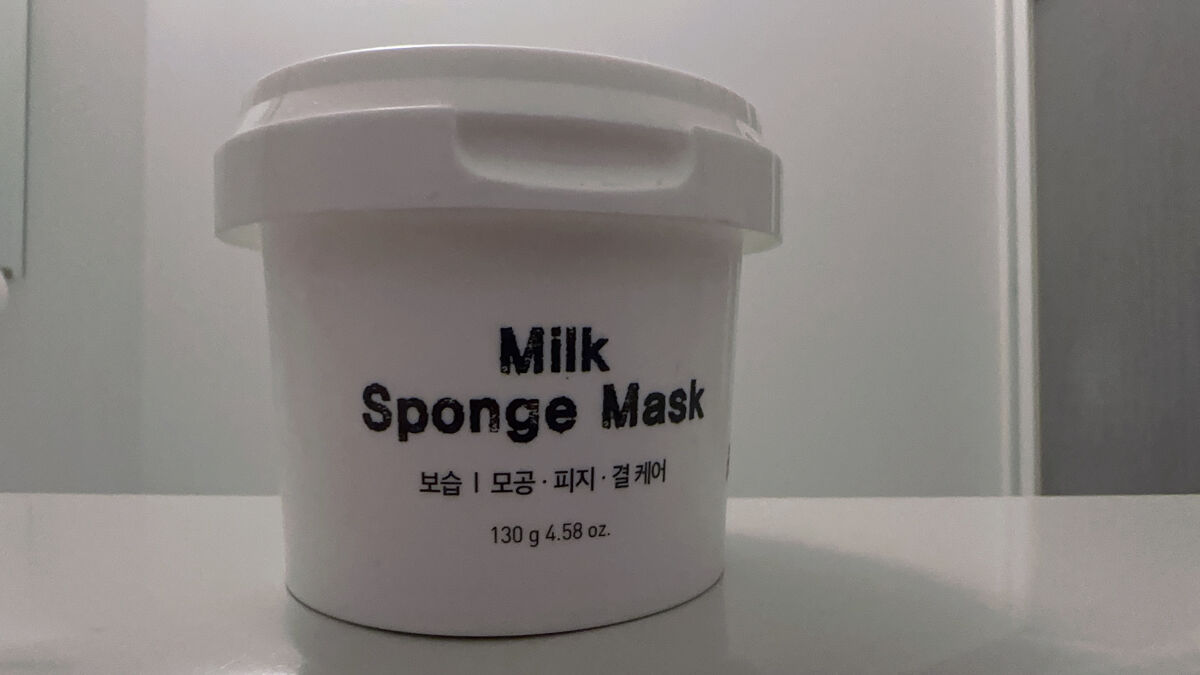 Milk
Sponge Mask
보습 | 모공 · 피지 · 결 케어
130 g 4.58 oz.